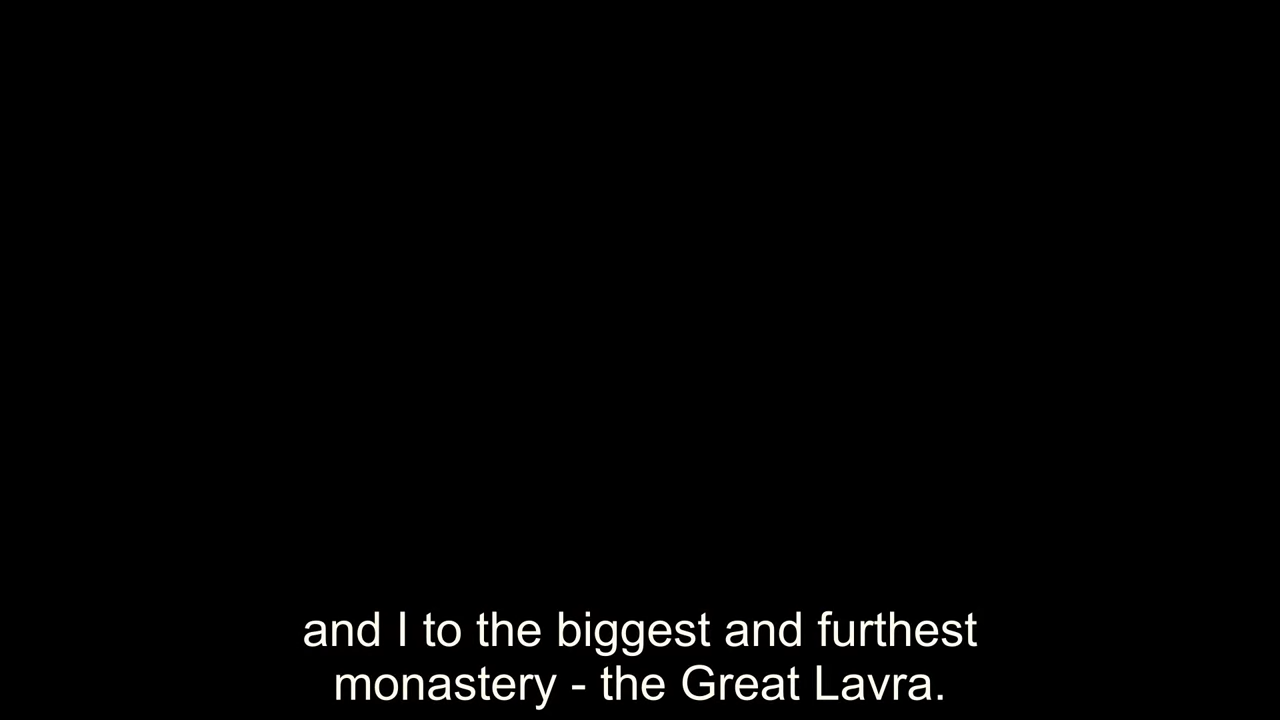 and I to the biggest and furthest
monastery - the Great Lavra.